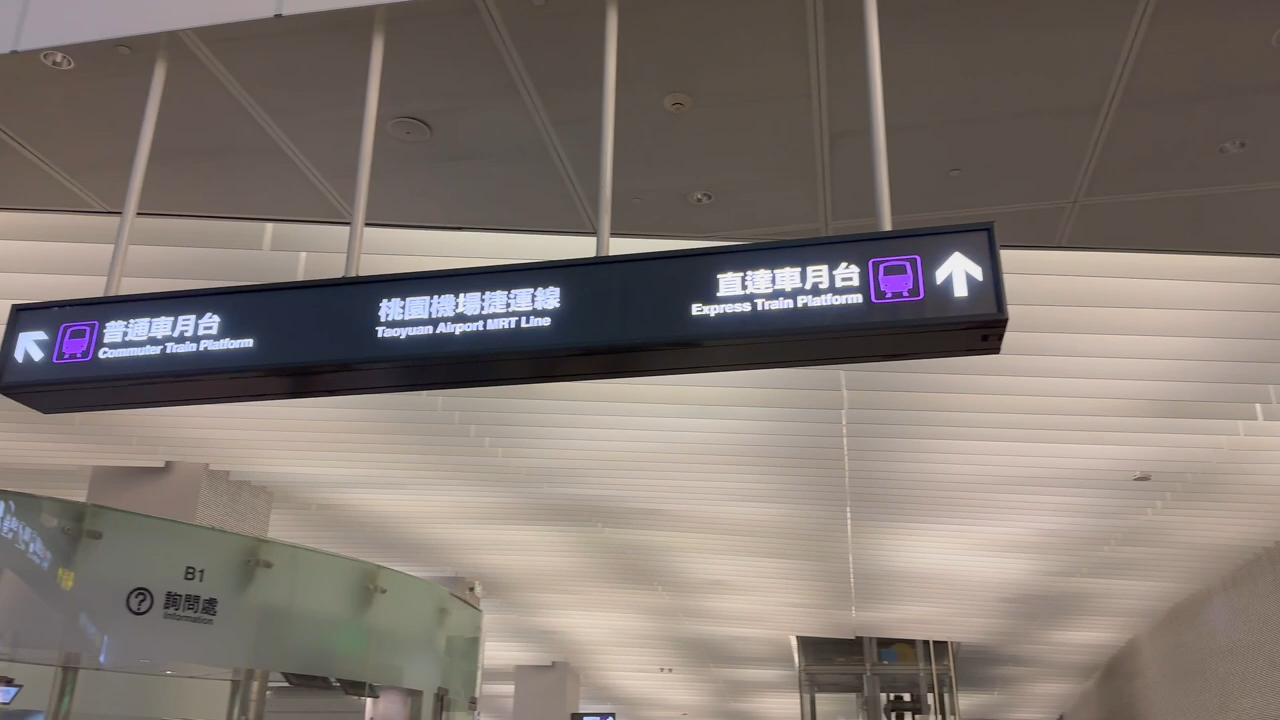 普通車月台
Commuter Train Platform
桃園機場捷運線
Taoyuan Airport MRT Line
直達車月台
Express Train Platform
B1
? 詢問處
Information